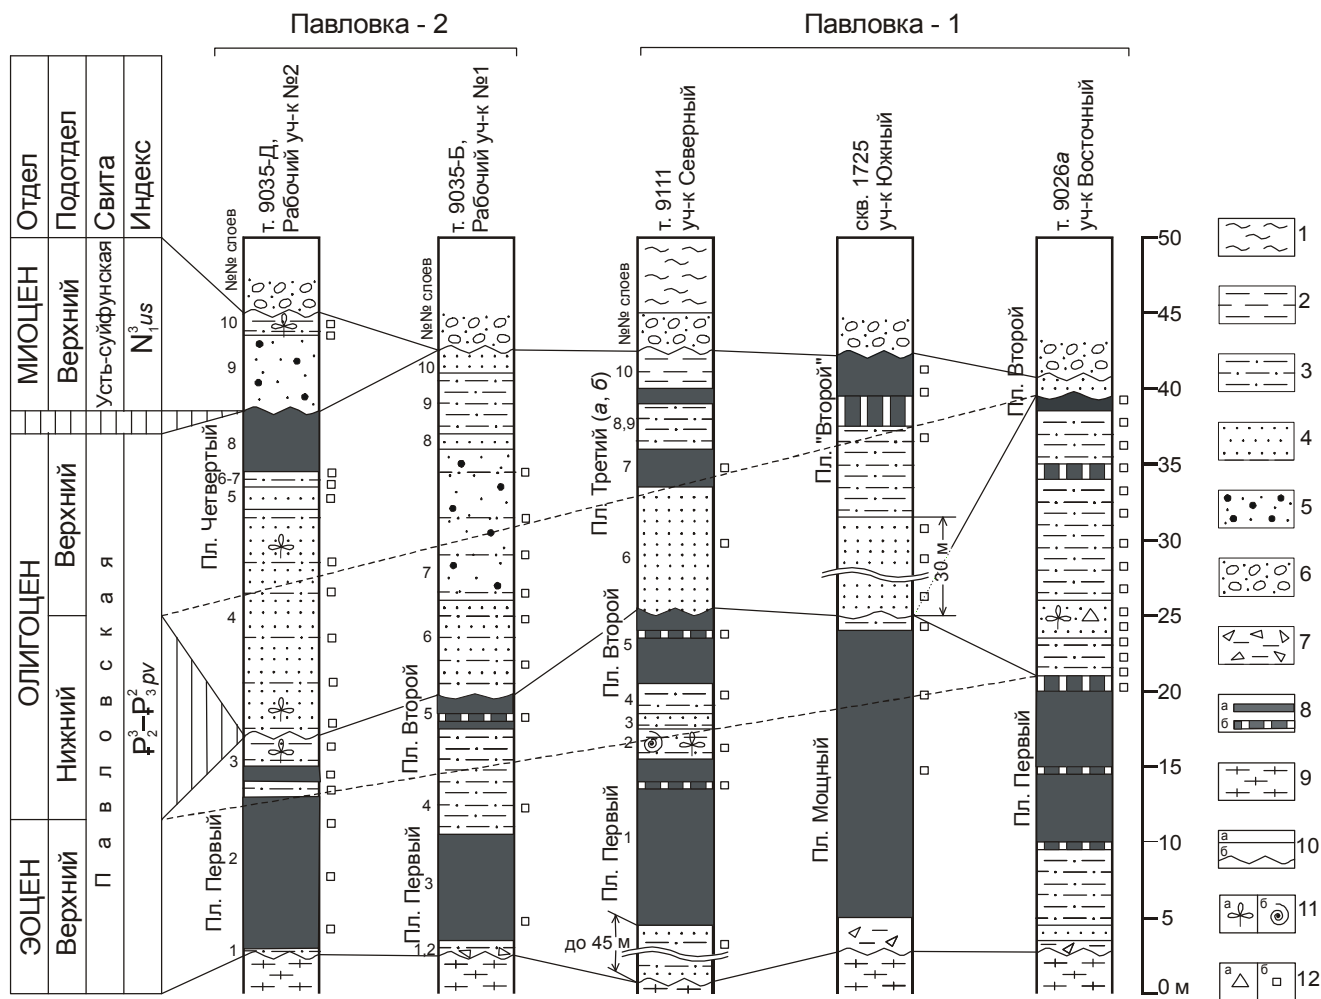 Павловка - 2
Павловка - 1
Отдел
Подотдел
Свита
Индекс
МИОЦЕН
Верхний
Усть-суйфунская
N₁³us
ОЛИГОЦЕН
Верхний
Нижний
ЭОЦЕН
Верхний
Павловская
P₂³-P₃²pv
т. 9035-Д,
Рабочий уч-к №2
№№ слоев
10
9
8
6-7
5
4
3
2
1
Пл. Четвертый
Пл. Первый
т. 9035-Б,
Рабочий уч-к №1
№№ слоев
10
9
8
7
6
5
4
3
1,2
Пл. Второй
Пл. Первый
т. 9111
уч-к Северный
№№ слоев
10
8,9
7
6
5
4
3
2
1
Пл. Третий (а, б)
Пл. Второй
Пл. Первый
до 45 м
скв. 1725
уч-к Южный
Пл. "Второй"
Пл. Мощный
30 м
т. 9026а
уч-к Восточный
Пл. Второй
Пл. Первый
50
45
40
35
30
25
20
15
10
5
0 м
1
2
3
4
5
6
7
а
б
8
9
а
б
10
а
б
11
а
б
12